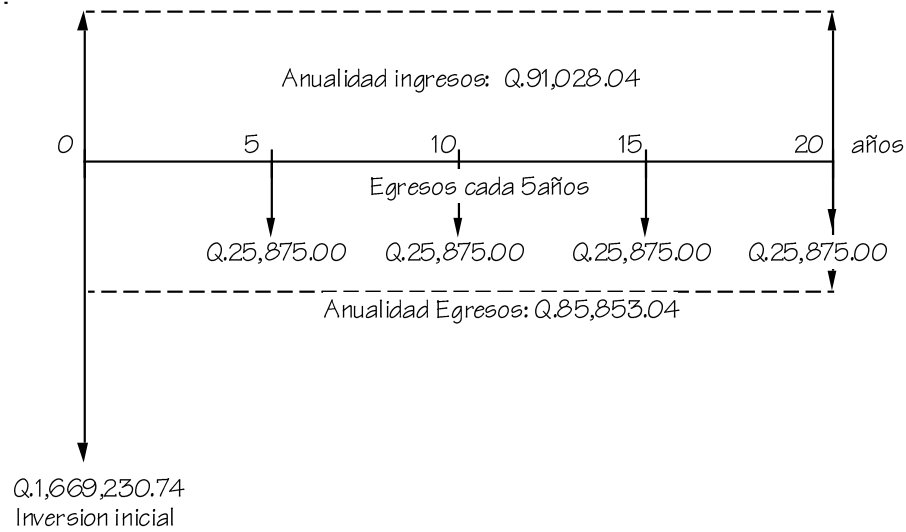 Anualidad ingresos: Q.91,028.04
0 5 10 15 20 años
Egresos cada 5años
Q.25,875.00 Q.25,875.00 Q.25,875.00 Q.25,875.00
Anualidad Egresos: Q.85,853.04
Q.1,669,230.74
Inversion inicial